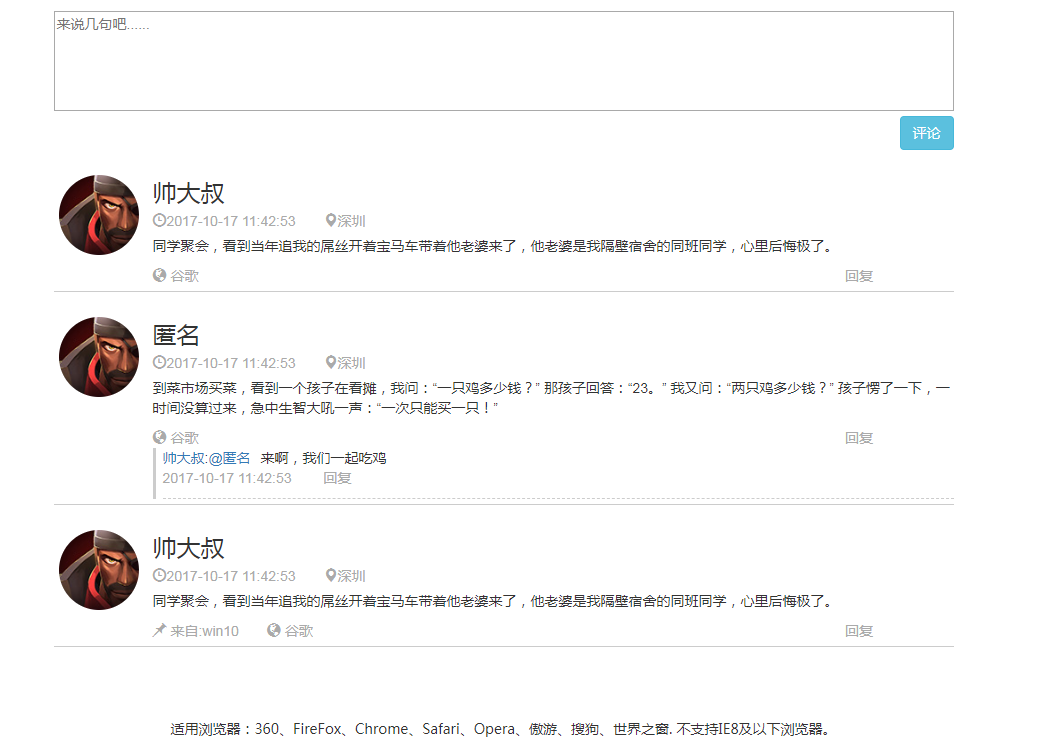 来说几句吧......
评论
帅大叔
2017-10-17 11:42:53 深圳
同学聚会，看到当年追我的屌丝开着宝马车带着他老婆来了，他老婆是我隔壁宿舍的同班同学，心里后悔极了。
谷歌 回复
匿名
2017-10-17 11:42:53 深圳
到菜市场买菜，看到一个孩子在看摊，我问：“一只鸡多少钱？” 那孩子回答：“23。” 我又问：“两只鸡多少钱？” 孩子愣了一下，一
时间没算过来，急中生智大吼一声：“一次只能买一只！”
谷歌 回复
帅大叔:@匿名 来啊，我们一起吃鸡
2017-10-17 11:42:53 回复
帅大叔
2017-10-17 11:42:53 深圳
同学聚会，看到当年追我的屌丝开着宝马车带着他老婆来了，他老婆是我隔壁宿舍的同班同学，心里后悔极了。
来自:win10 谷歌 回复
适用浏览器：360、FireFox、Chrome、Safari、Opera、傲游、搜狗、世界之窗. 不支持IE8及以下浏览器。